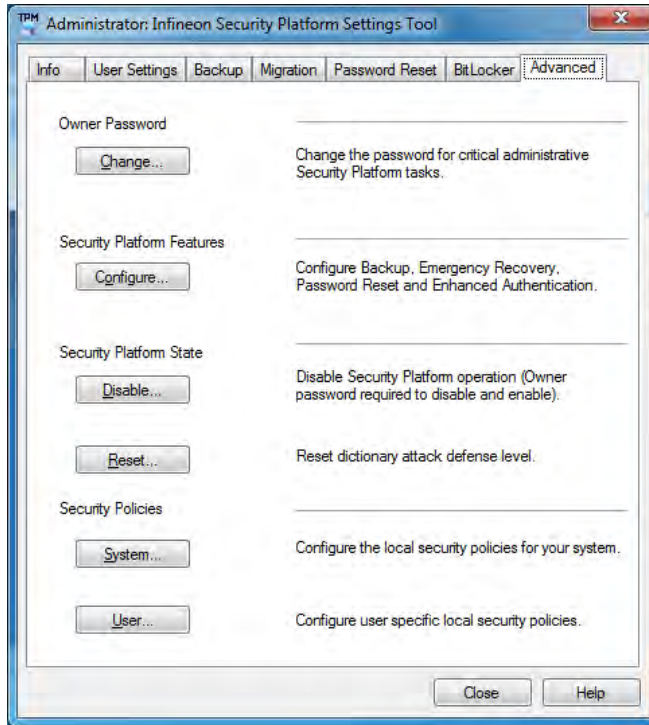 TPM Administrator: Infineon Security Platform Settings Tool
Info User Settings Backup Migration Password Reset BitLocker Advanced
Owner Password
Change...
Change the password for critical administrative
Security Platform tasks.
Security Platform Features
Configure...
Configure Backup, Emergency Recovery,
Password Reset and Enhanced Authentication.
Security Platform State
Disable...
Disable Security Platform operation (Owner
password required to disable and enable).
Reset...
Reset dictionary attack defense level.
Security Policies
System...
Configure the local security policies for your system.
User...
Configure user specific local security policies.
Close Help